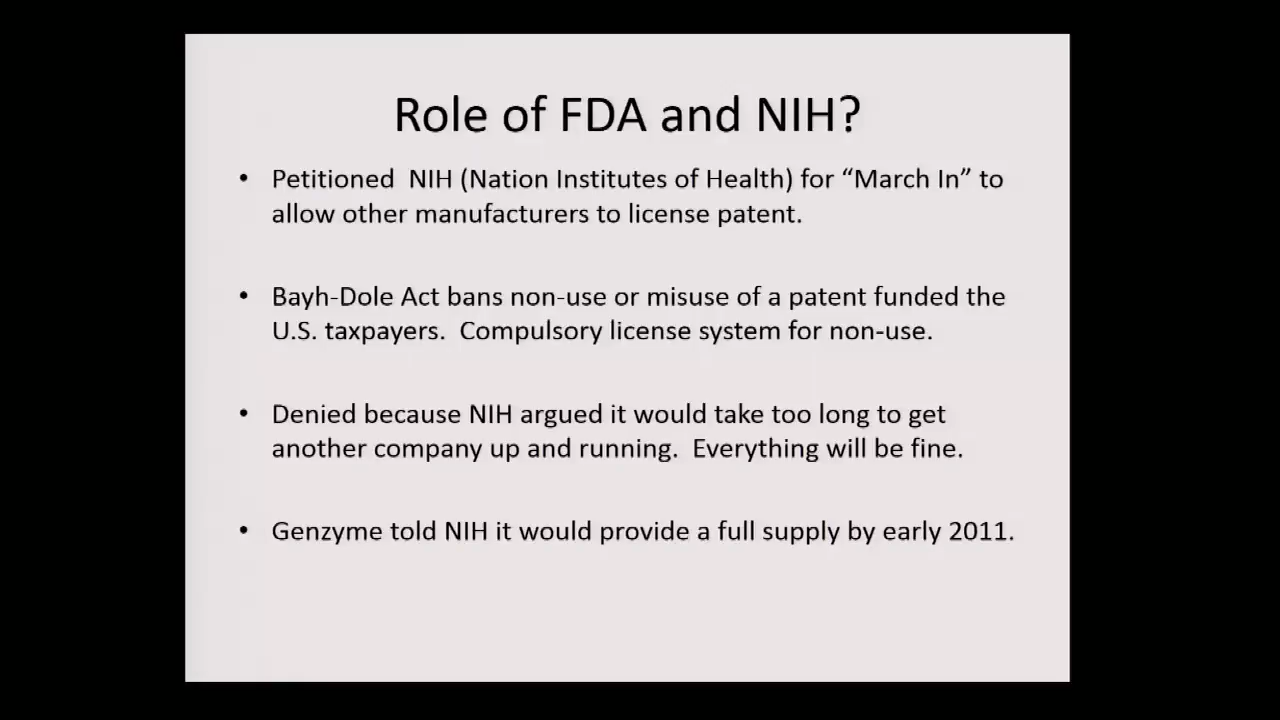 Role of FDA and NIH?
• Petitioned  NIH (Nation Institutes of Health) for “March In” to
allow other manufacturers to license patent.
• Bayh-Dole Act bans non-use or misuse of a patent funded the
U.S. taxpayers.  Compulsory license system for non-use.
• Denied because NIH argued it would take too long to get
another company up and running.  Everything will be fine.
• Genzyme told NIH it would provide a full supply by early 2011.